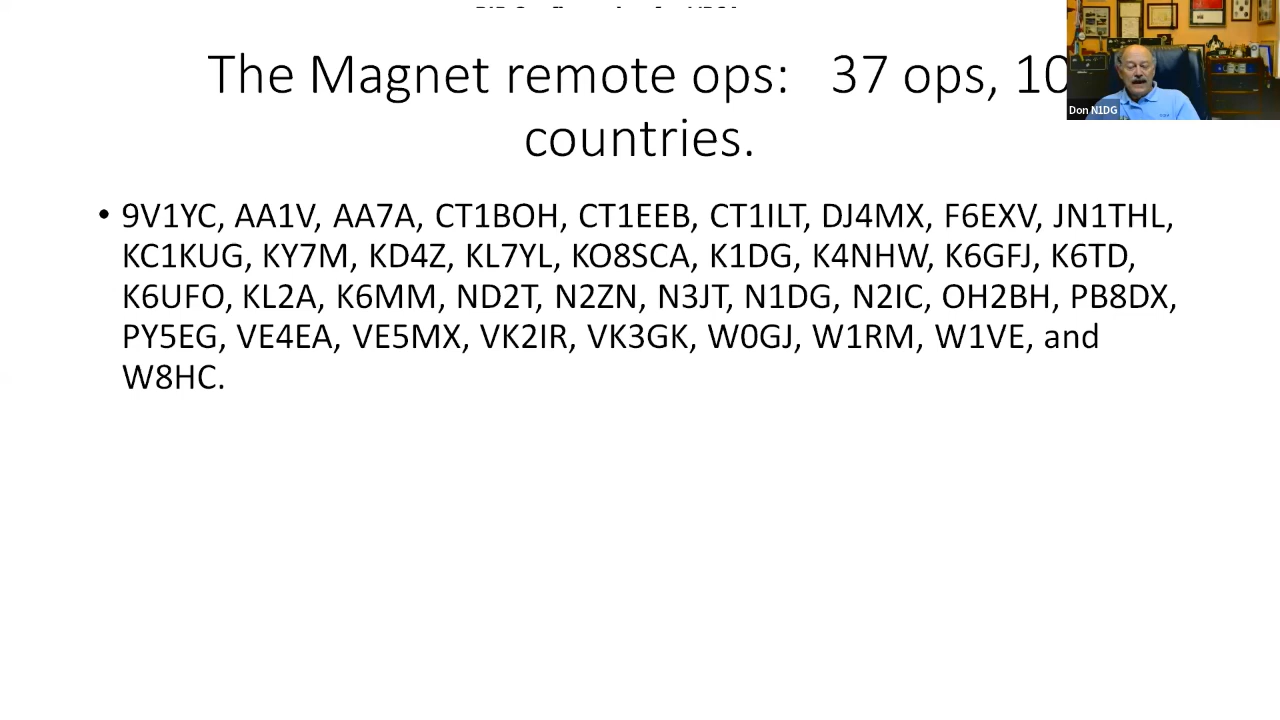 The Magnet remote ops: 37 ops, 10
countries.
• 9V1YC, AA1V, AA7A, CT1BOH, CT1EEB, CT1ILT, DJ4MX, F6EXV, JN1THL,
KC1KUG, KY7M, KD4Z, KL7YL, KO8SCA, K1DG, K4NHW, K6GFJ, K6TD,
K6UFO, KL2A, K6MM, ND2T, N2ZN, N3JT, N1DG, N2IC, OH2BH, PB8DX,
PY5EG, VE4EA, VE5MX, VK2IR, VK3GK, W0GJ, W1RM, W1VE, and
W8HC.
Don N1DG